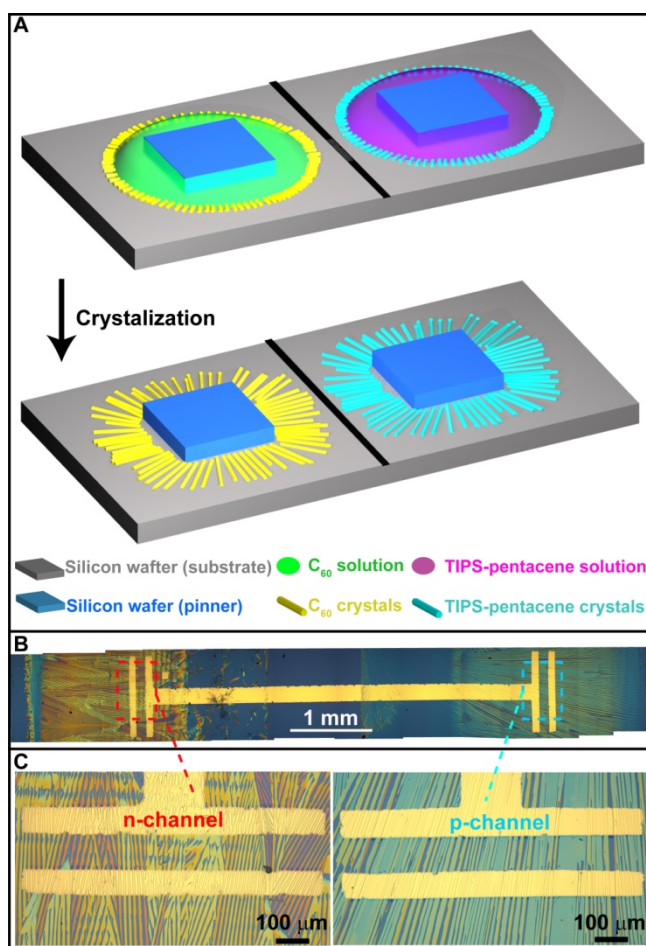 A
Crystalization
Silicon wafter (substrate) C₆₀ solution TIPS-pentacene solution
Silicon wafer (pinner) C₆₀ crystals TIPS-pentacene crystals
B
1 mm
C
n-channel p-channel
100 μm 100 μm